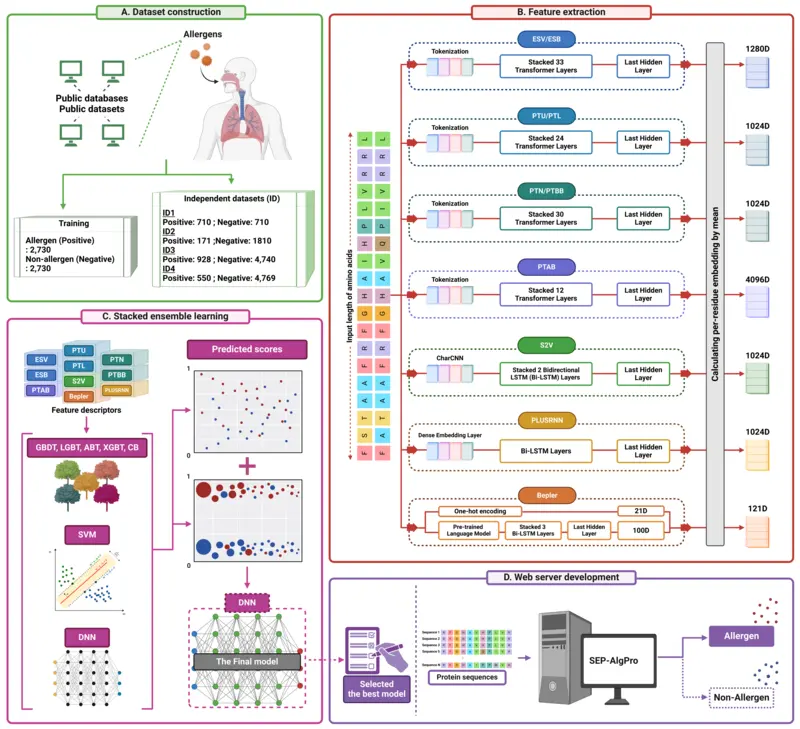 A. Dataset construction
Allergens
Public databases
Public datasets
Training
Allergen (Positive)
: 2,730
Non-allergen (Negative)
: 2,730
Independent datasets (ID)
ID1
Positive: 710 ; Negative: 710
ID2
Positive: 171 ;Negative: 1810
ID3
Positive: 928 ; Negative: 4,740
ID4
Positive: 550 ; Negative: 4,769
B. Feature extraction
Input length of amino acids
F S T A A F R F G H A I H P L V R R L
F A T A A F R F F G H A I Q P I V R R L
ESV/ESB
Tokenization
Stacked 33
Transformer Layers
Last Hidden
Layer
1280D
PTU/PTL
Tokenization
Stacked 24
Transformer Layers
Last Hidden
Layer
1024D
PTN/PTBB
Tokenization
Stacked 30
Transformer Layers
Last Hidden
Layer
1024D
PTAB
Tokenization
Stacked 12
Transformer Layers
Last Hidden
Layer
4096D
S2V
CharCNN
Stacked 2 Bidirectional
LSTM (Bi-LSTM) Layers
Last Hidden
Layer
1024D
PLUSRNN
Dense Embedding Layer
Bi-LSTM Layers
Last Hidden
Layer
1024D
Bepler
One-hot encoding
21D
Pre-trained
Language Model
Stacked 3
Bi-LSTM Layers
Last Hidden
Layer
100D
121D
Calculating per-residue embedding by mean
C. Stacked ensemble learning
ESV
PTU
PTN
ESB
PTL
PTBB
PTAB
S2V
PLUSRNN
Bepler
Feature descriptors
GBDT, LGBT, ABT, XGBT, CB
SVM
DNN
Predicted scores
1
0
+
1
0
DNN
The Final model
D. Web server development
Selected
the best model
Sequence 1
Sequence 2
Sequence 3
Protein sequences
SEP-AlgPro
Allergen
Non-Allergen